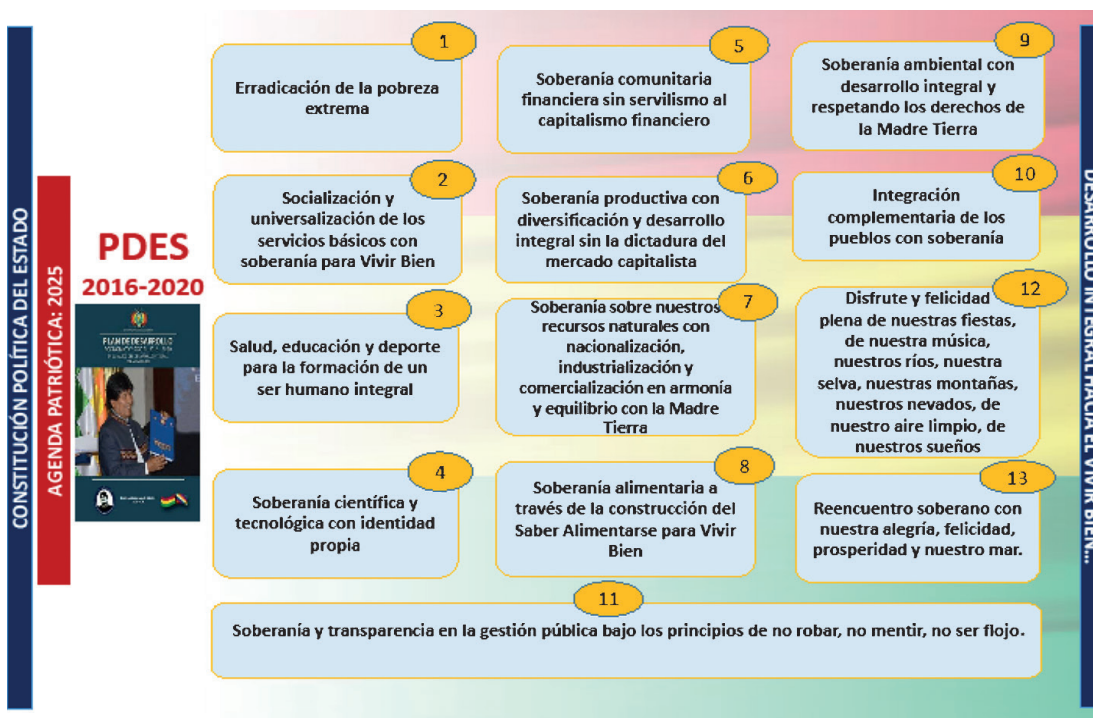 CONSTITUCIÓN POLÍTICA DEL ESTADO
AGENDA PATRIÓTICA: 2025
PDES
2016-2020
PLAN DE DESARROLLO
1
Erradicación de la pobreza
extrema
2
Socialización y
universalización de los
servicios básicos con
soberanía para Vivir Bien
3
Salud, educación y deporte
para la formación de un
ser humano integral
4
Soberanía científica y
tecnológica con identidad
propia
5
Soberanía comunitaria
financiera sin servilismo al
capitalismo financiero
6
Soberanía productiva con
diversificación y desarrollo
integral sin la dictadura del
mercado capitalista
7
Soberanía sobre nuestros
recursos naturales con
nacionalización,
industrialización y
comercialización en armonía
y equilibrio con la Madre
Tierra
8
Soberanía alimentaria a
través de la construcción del
Saber Alimentarse para Vivir
Bien
9
Soberanía ambiental con
desarrollo integral y
respetando los derechos de
la Madre Tierra
10
Integración
complementaria de los
pueblos con soberanía
12
Disfrute y felicidad
plena de nuestras fiestas,
de nuestra música,
nuestros ríos, nuestra
selva, nuestras montañas,
nuestros nevados, de
nuestro aire limpio, de
nuestros sueños
13
Reencuentro soberano con
nuestra alegría, felicidad,
prosperidad y nuestro mar.
11
Soberanía y transparencia en la gestión pública bajo los principios de no robar, no mentir, no ser flojo.
DESARROLLO INTEGRAL HACIA EL VIVIR BIEN...